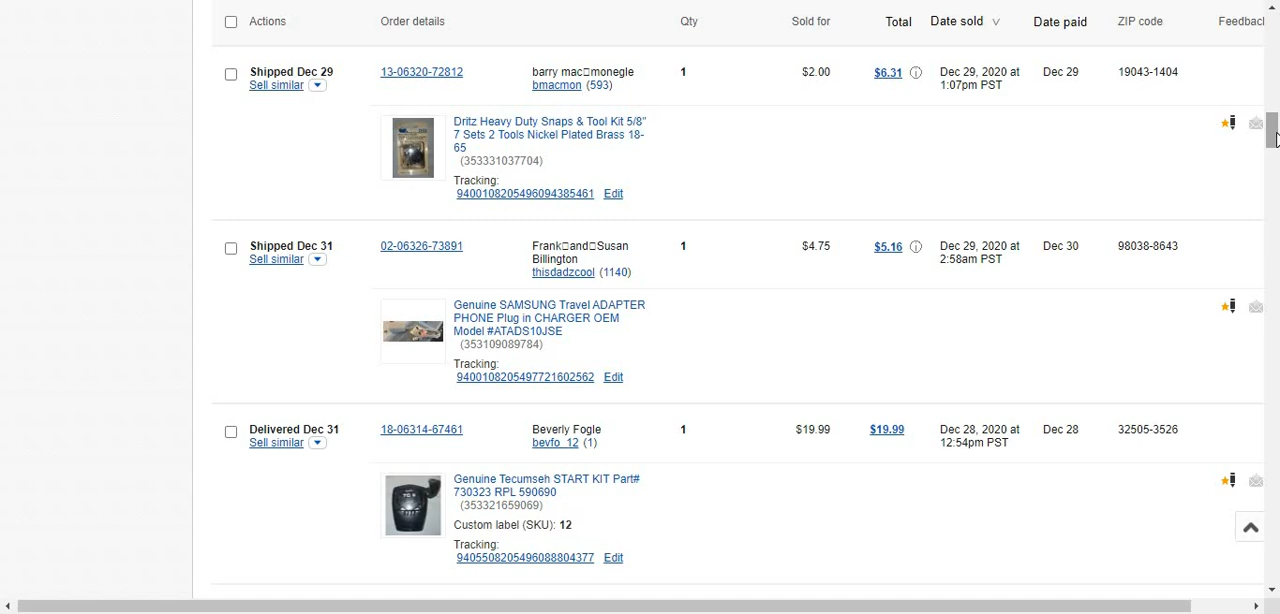 Actions Order details Qty Sold for Total Date sold Date paid ZIP code Feedbac
Shipped Dec 29 13-06320-72812 barry mac□monegle 1 $2.00 $6.31 Dec 29, 2020 at Dec 29 19043-1404
Sell similar bmacmon (593) 1:07pm PST
Dritz Heavy Duty Snaps & Tool Kit 5/8"
7 Sets 2 Tools Nickel Plated Brass 18-
65
(353331037704)
Tracking:
9400108205496094385461 Edit
Shipped Dec 31 02-06326-73891 Frank□and□Susan 1 $4.75 $5.16 Dec 29, 2020 at Dec 30 98038-8643
Sell similar Billington 2:58am PST
thisdadzcool (1140)
Genuine SAMSUNG Travel ADAPTER
PHONE Plug in CHARGER OEM
Model #ATADS10JSE
(353109089784)
Tracking:
9400108205497721602562 Edit
Delivered Dec 31 18-06314-67461 Beverly Fogle 1 $19.99 $19.99 Dec 28, 2020 at Dec 28 32505-3526
Sell similar bevfo_12 (1) 12:54pm PST
Genuine Tecumseh START KIT Part#
730323 RPL 590690
(353321659069)
Custom label (SKU): 12
Tracking:
9405508205496088804377 Edit